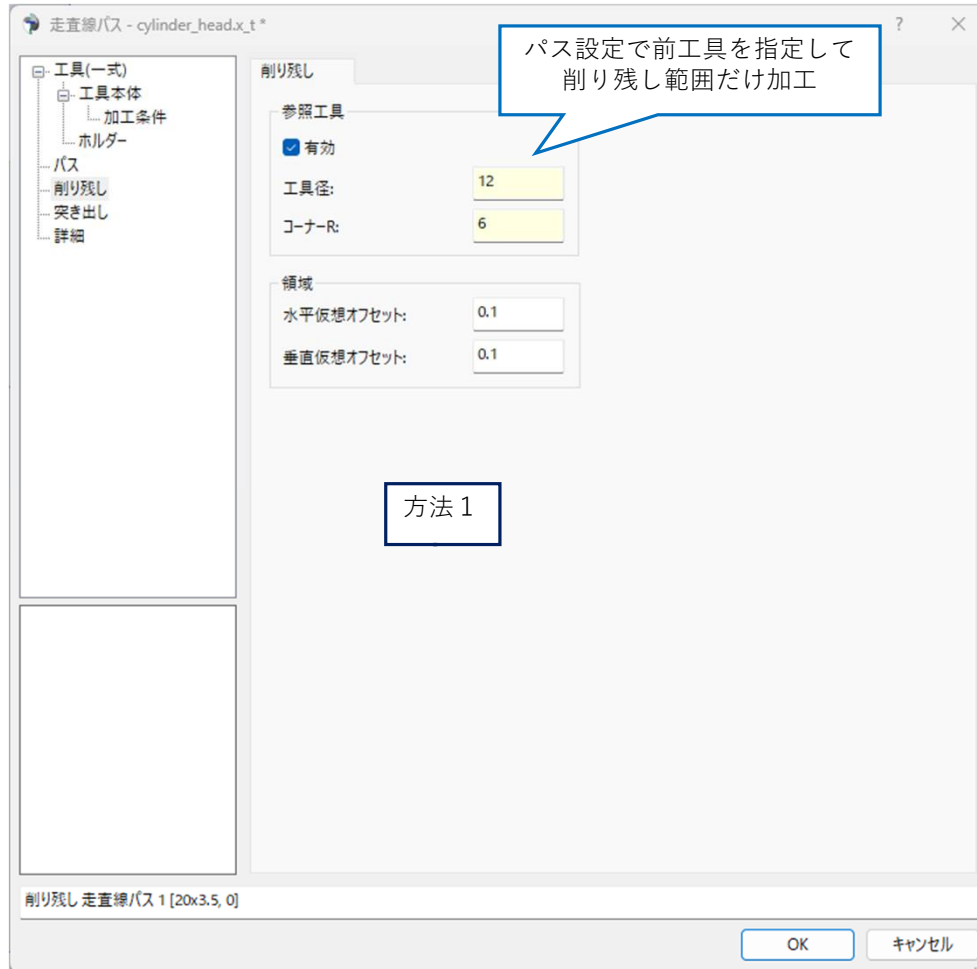 走査線パス - cylinder_head.x_t *
?
パス設定で前工具を指定して
削り残し範囲だけ加工
工具(一式)
工具本体
加工条件
ホルダー
パス
削り残し
突き出し
詳細
削り残し
参照工具
有効
工具径:
12
コーナーR:
6
領域
水平仮想オフセット:
0.1
垂直仮想オフセット:
0.1
方法１
削り残し 走査線パス 1 [20x3.5, 0]
OK
キャンセル